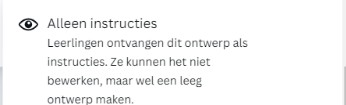 Alleen instructies
Leerlingen ontvangen dit ontwerp als
instructies. Ze kunnen het niet
bewerken, maar wel een leeg
ontwerp maken.